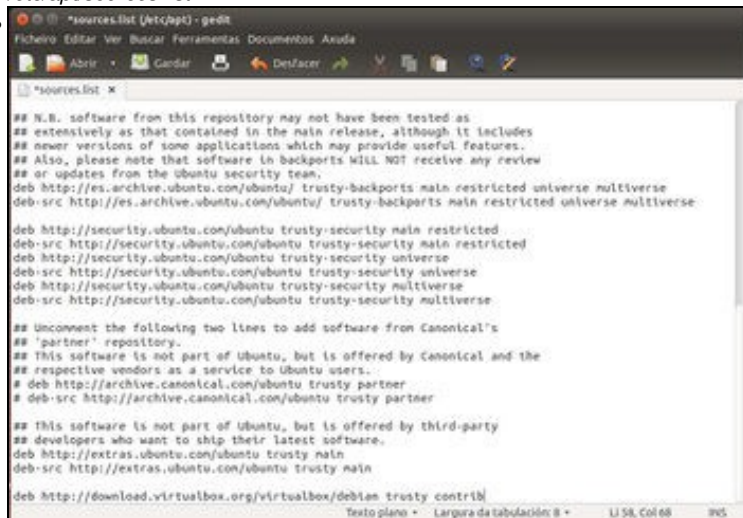 *sources.list (/etc/apt) - gedit
Ficheiro Editar Ver Buscar Ferramentas Documentos Axuda
Abrir Gardar Desfacer
*sources.list ×
## N.B. software from this repository may not have been tested as
## extensively as that contained in the main release, although it includes
## newer versions of some applications which may provide useful features.
## Also, please note that software in backports WILL NOT receive any review
## or updates from the Ubuntu security team.
deb http://es.archive.ubuntu.com/ubuntu/ trusty-backports main restricted universe multiverse
deb-src http://es.archive.ubuntu.com/ubuntu/ trusty-backports main restricted universe multiverse
deb http://security.ubuntu.com/ubuntu trusty-security main restricted
deb-src http://security.ubuntu.com/ubuntu trusty-security main restricted
deb http://security.ubuntu.com/ubuntu trusty-security universe
deb-src http://security.ubuntu.com/ubuntu trusty-security universe
deb http://security.ubuntu.com/ubuntu trusty-security multiverse
deb-src http://security.ubuntu.com/ubuntu trusty-security multiverse
## Uncomment the following two lines to add software from Canonical's
## 'partner' repository.
## This software is not part of Ubuntu, but is offered by Canonical and the
## respective vendors as a service to Ubuntu users.
# deb http://archive.canonical.com/ubuntu trusty partner
# deb-src http://archive.canonical.com/ubuntu trusty partner
## This software is not part of Ubuntu, but is offered by third-party
## developers who want to ship their latest software.
deb http://extras.ubuntu.com/ubuntu trusty main
deb-src http://extras.ubuntu.com/ubuntu trusty main
deb http://download.virtualbox.org/virtualbox/debian trusty contrib
Texto plano Largura da tabulación: 8 Li 58, Col 68 INS